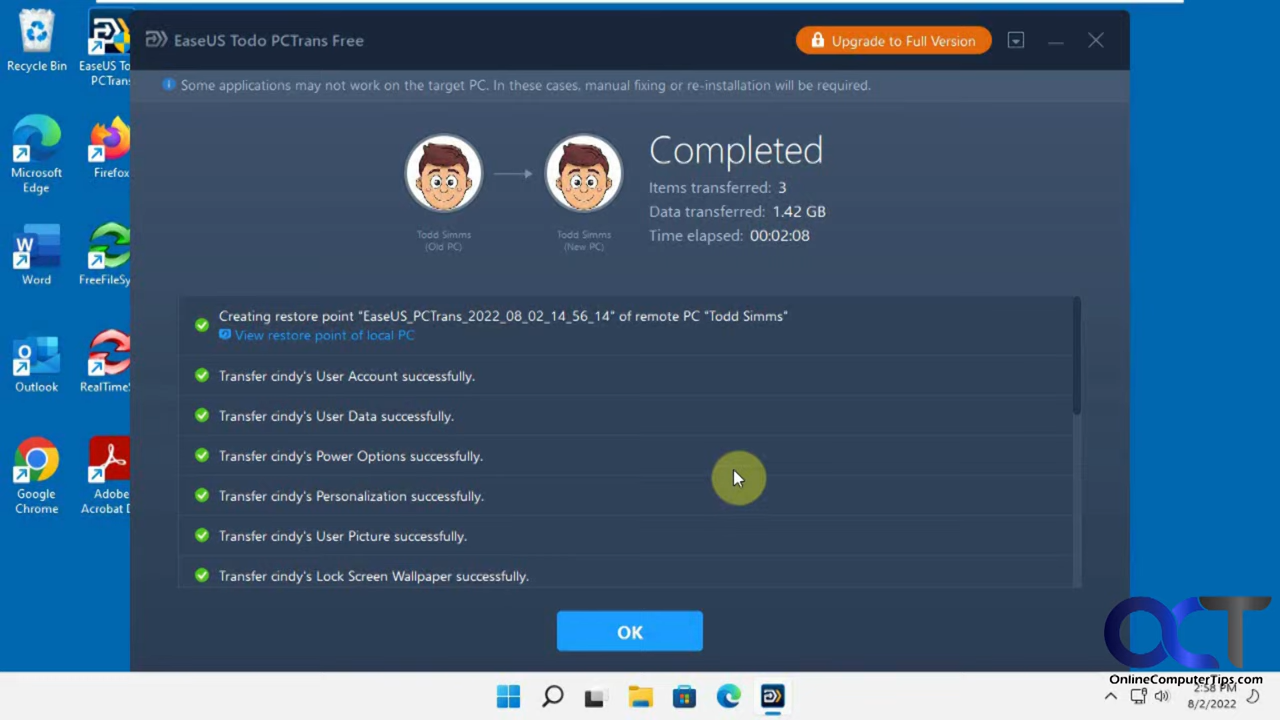 Recycle Bin
EaseUS To
PCTrans
Microsoft
Edge
Firefox
Word
FreeFileSy
Outlook
RealTimeS
Google
Chrome
Adobe
Acrobat D
EaseUS Todo PCTrans Free
Upgrade to Full Version
Some applications may not work on the target PC. In these cases, manual fixing or re-installation will be required.
Todd Simms
(Old PC)
Todd Simms
(New PC)
Completed
Items transferred: 3
Data transferred: 1.42 GB
Time elapsed: 00:02:08
Creating restore point "EaseUS_PCTrans_2022_08_02_14_56_14" of remote PC "Todd Simms"
View restore point of local PC
Transfer cindy's User Account successfully.
Transfer cindy's User Data successfully.
Transfer cindy's Power Options successfully.
Transfer cindy's Personalization successfully.
Transfer cindy's User Picture successfully.
Transfer cindy's Lock Screen Wallpaper successfully.
OK
OCT
OnlineComputerTips.com
2:58 PM
8/2/2022